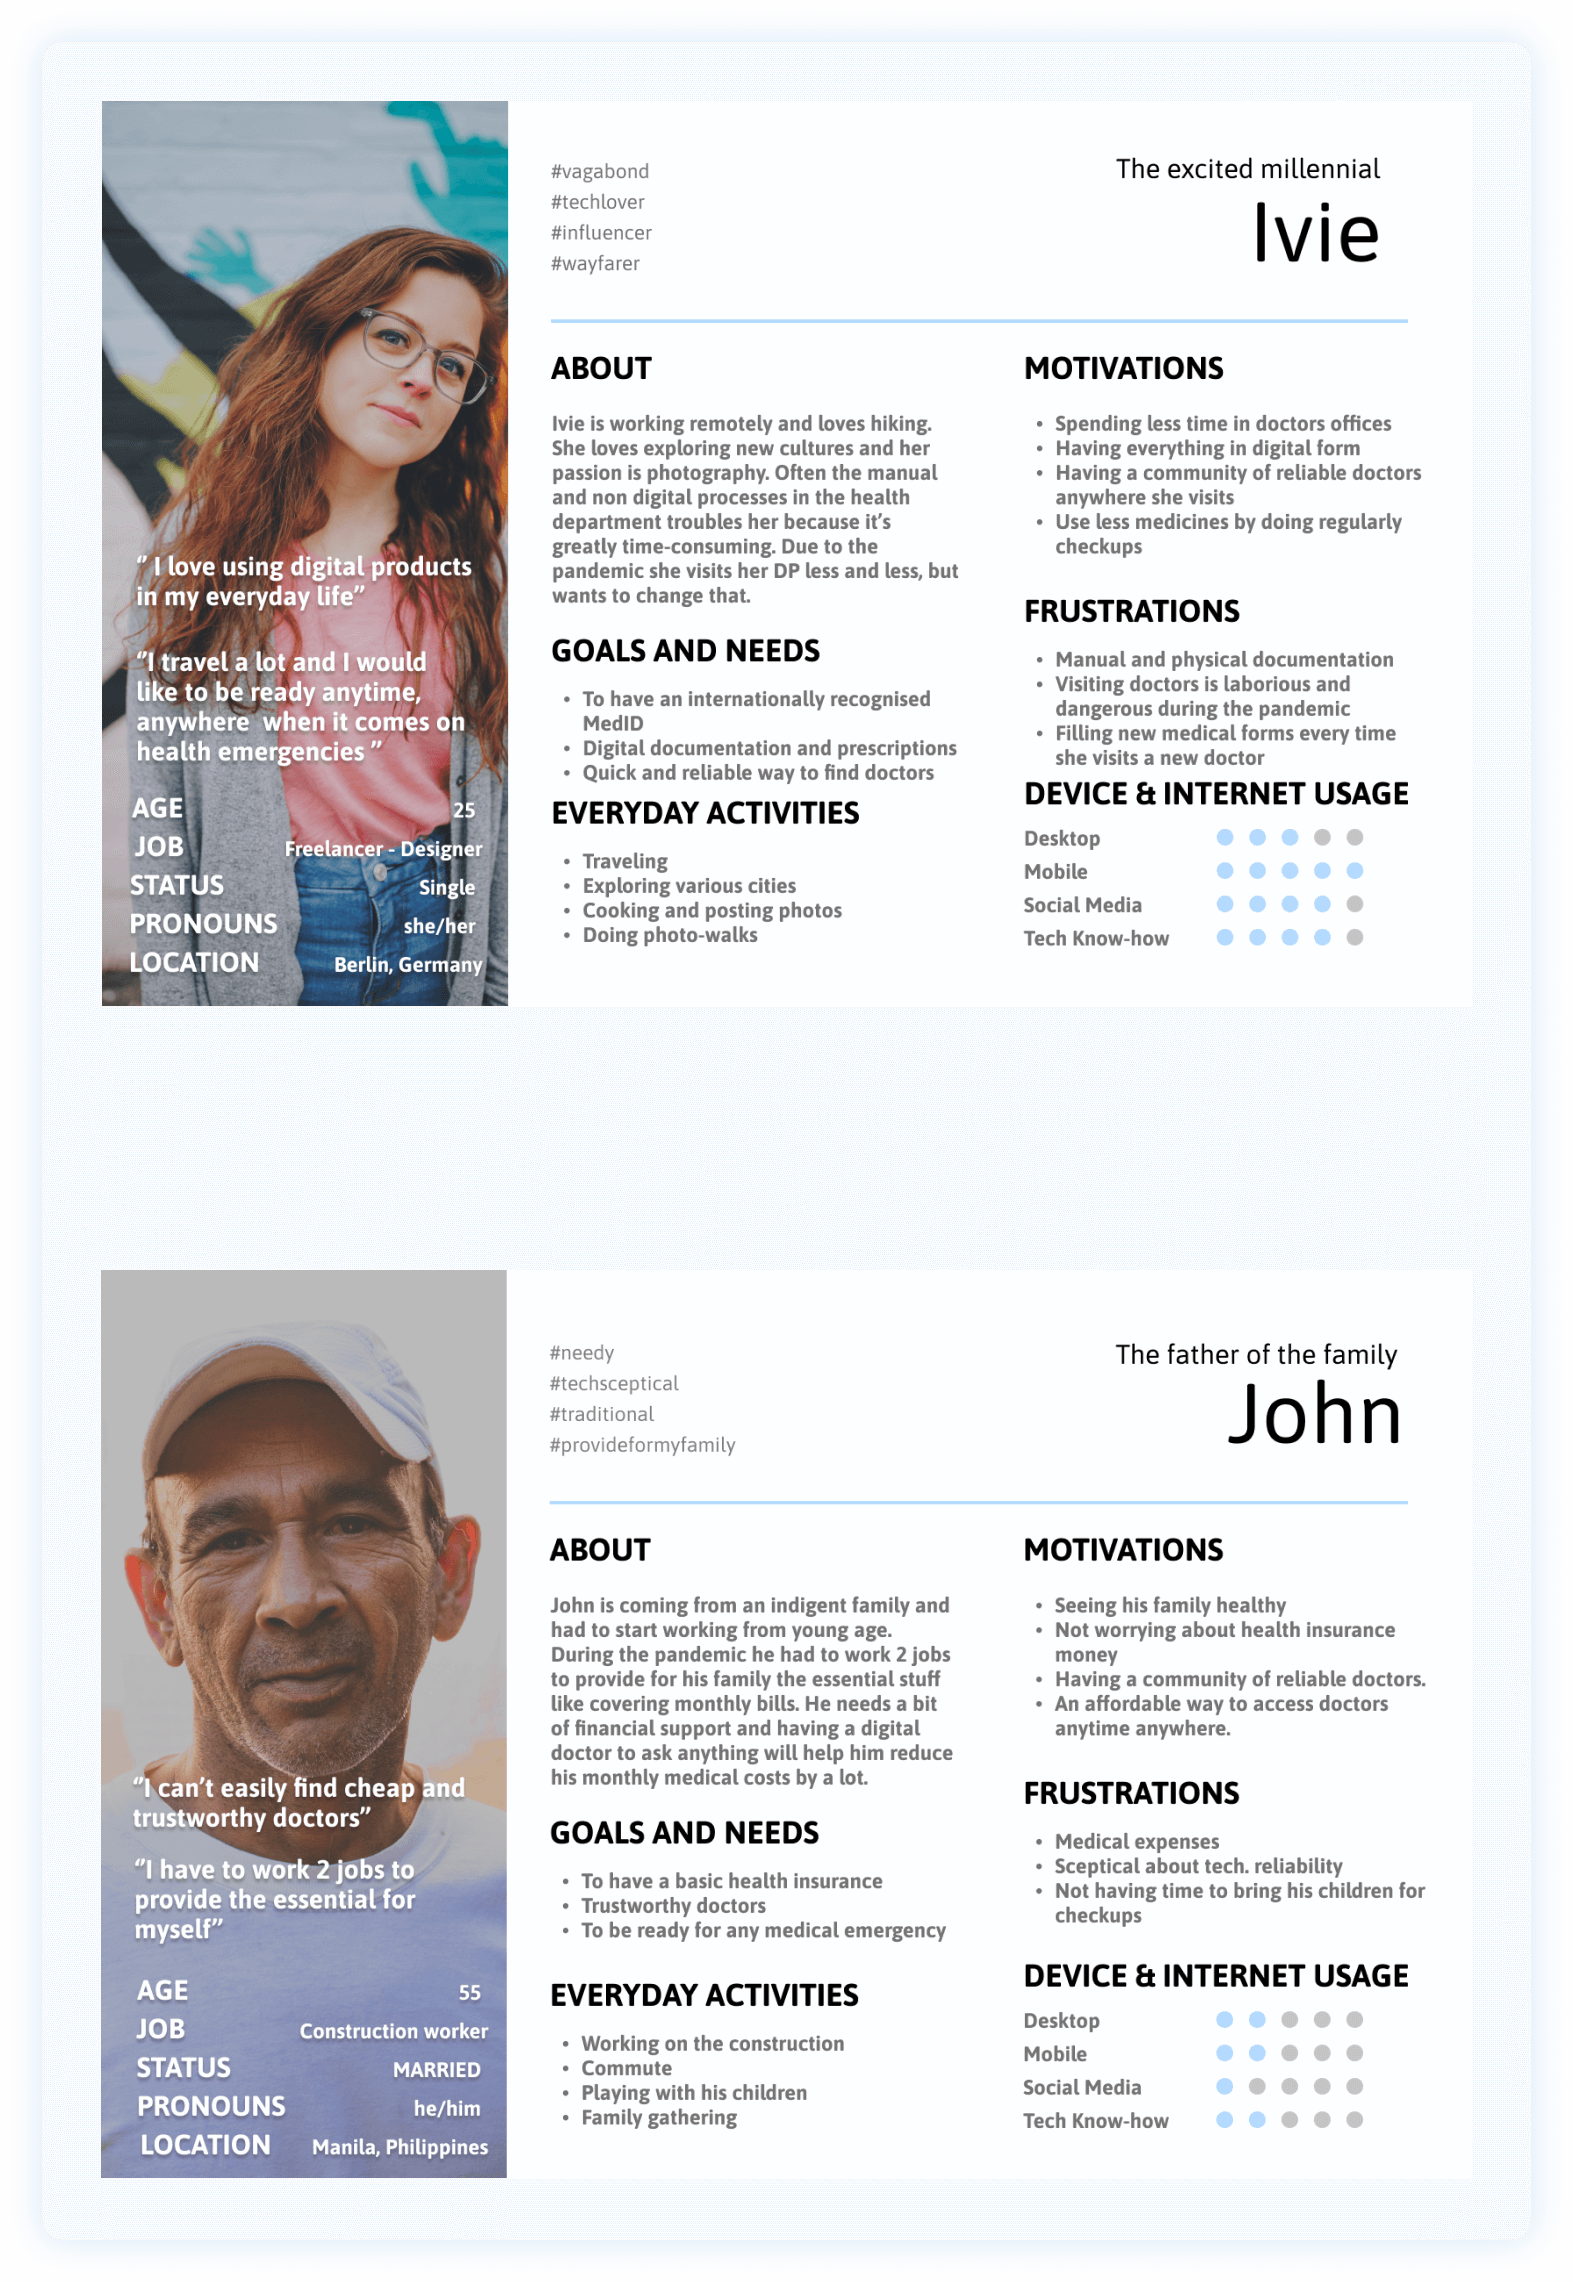 #vagabond
#techlover
#influencer
#wayfarer
The excited millennial
Ivie
“ I love using digital products
in my everyday life”
“I travel a lot and I would
like to be ready anytime,
anywhere  when it comes on
health emergencies ”
AGE 25
JOB Freelancer - Designer
STATUS Single
PRONOUNS she/her
LOCATION Berlin, Germany
ABOUT
Ivie is working remotely and loves hiking.
She loves exploring new cultures and her
passion is photography. Often the manual
and non digital processes in the health
department troubles her because it’s
greatly time-consuming. Due to the
pandemic she visits her DP less and less, but
wants to change that.
GOALS AND NEEDS
• To have an internationally recognised
MedID
• Digital documentation and prescriptions
• Quick and reliable way to find doctors
EVERYDAY ACTIVITIES
• Traveling
• Exploring various cities
• Cooking and posting photos
• Doing photo-walks
MOTIVATIONS
• Spending less time in doctors offices
• Having everything in digital form
• Having a community of reliable doctors
anywhere she visits
• Use less medicines by doing regularly
checkups
FRUSTRATIONS
• Manual and physical documentation
• Visiting doctors is laborious and
dangerous during the pandemic
• Filling new medical forms every time
she visits a new doctor
DEVICE & INTERNET USAGE
Desktop
Mobile
Social Media
Tech Know-how
#needy
#techsceptical
#traditional
#provideformyfamily
The father of the family
John
“I can’t easily find cheap and
trustworthy doctors”
“I have to work 2 jobs to
provide the essential for
myself”
AGE 55
JOB Construction worker
STATUS MARRIED
PRONOUNS he/him
LOCATION Manila, Philippines
ABOUT
John is coming from an indigent family and
had to start working from young age.
During the pandemic he had to work 2 jobs
to provide for his family the essential stuff
like covering monthly bills. He needs a bit
of financial support and having a digital
doctor to ask anything will help him reduce
his monthly medical costs by a lot.
GOALS AND NEEDS
• To have a basic health insurance
• Trustworthy doctors
• To be ready for any medical emergency
EVERYDAY ACTIVITIES
• Working on the construction
• Commute
• Playing with his children
• Family gathering
MOTIVATIONS
• Seeing his family healthy
• Not worrying about health insurance
money
• Having a community of reliable doctors.
• An affordable way to access doctors
anytime anywhere.
FRUSTRATIONS
• Medical expenses
• Sceptical about tech. reliability
• Not having time to bring his children for
checkups
DEVICE & INTERNET USAGE
Desktop
Mobile
Social Media
Tech Know-how